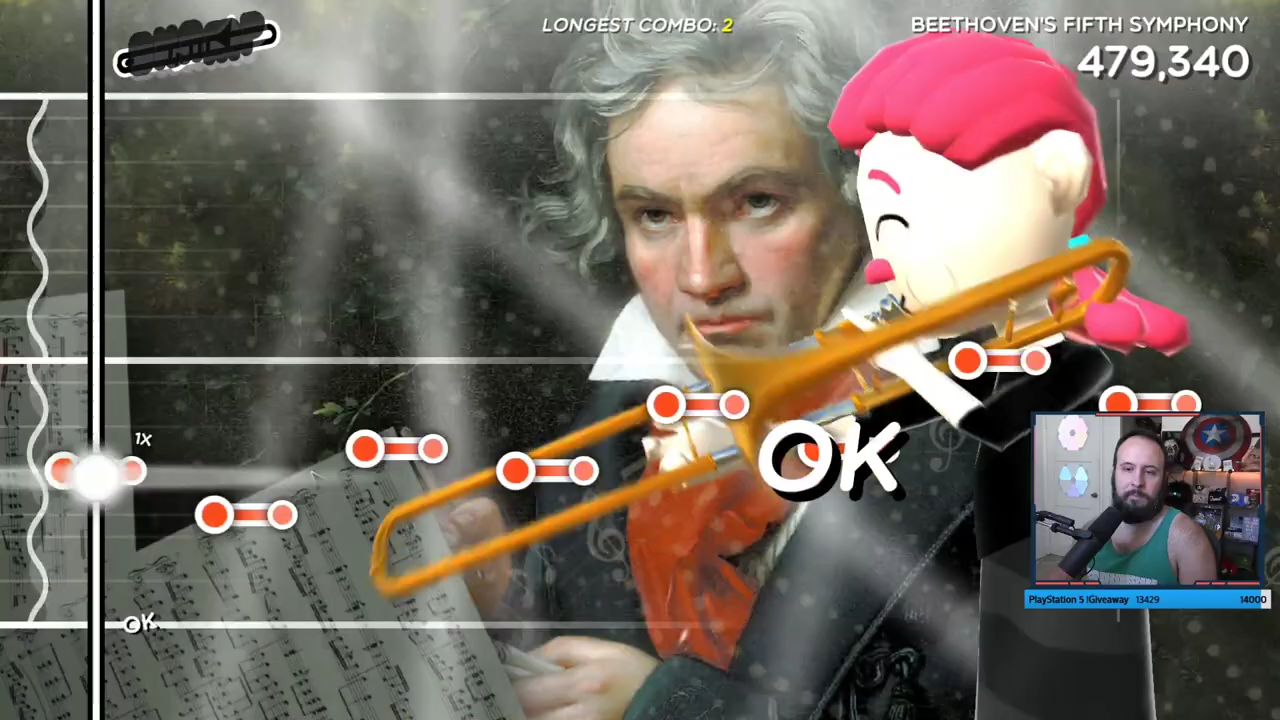 LONGEST COMBO: 2
BEETHOVEN'S FIFTH SYMPHONY
479,340
1X
OK
OK
PlayStation 5 !Giveaway 13429 14000